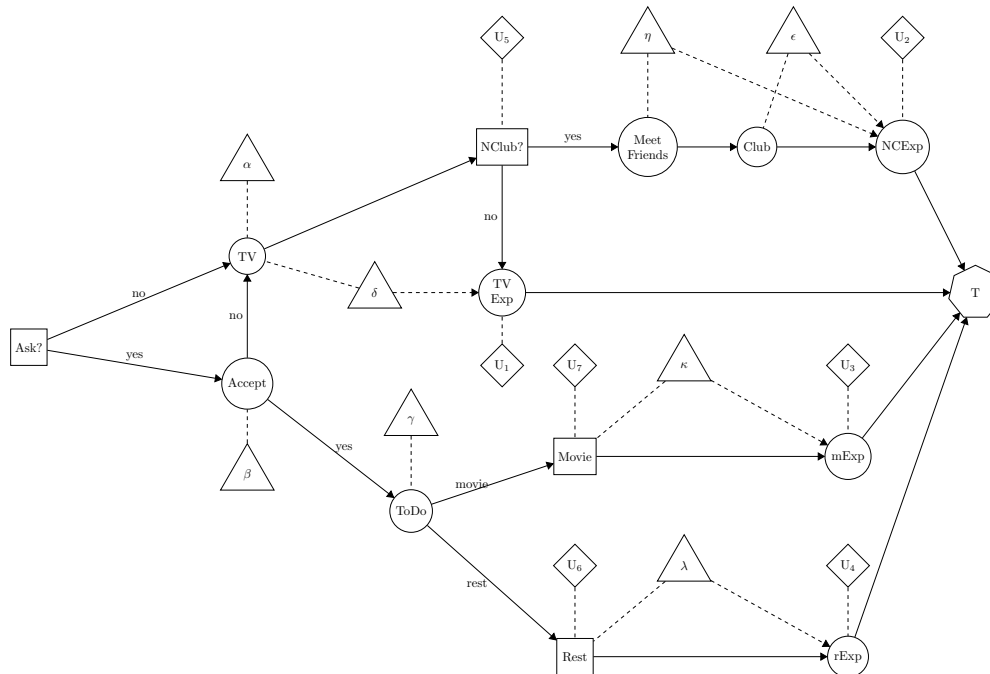 U₅
η
ϵ
U₂
NClub?
yes
Meet
Friends
Club
NCExp
α
no
TV
δ
TV
Exp
T
no
no
Ask?
yes
Accept
U₁
U₇
κ
U₃
γ
yes
Movie
mExp
β
movie
ToDo
U₆
λ
U₄
rest
Rest
rExp